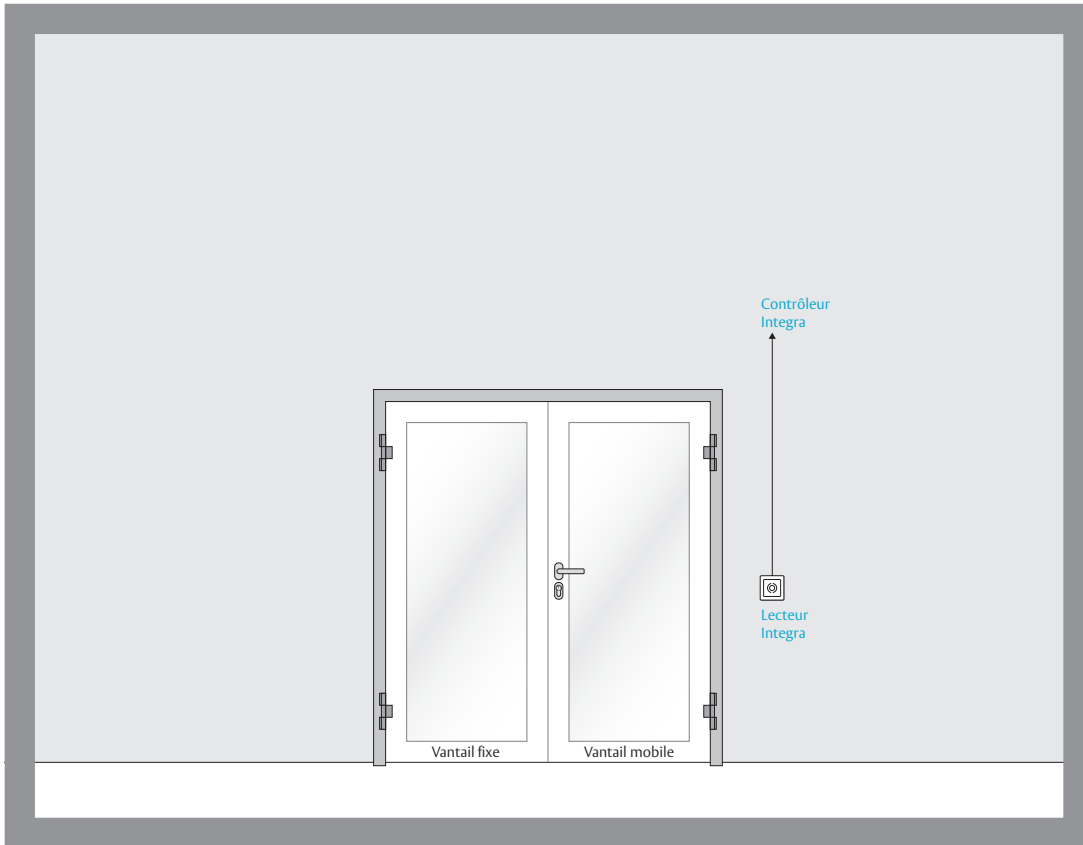 Contrôleur
Integra
Lecteur
Integra
Vantail fixe
Vantail mobile